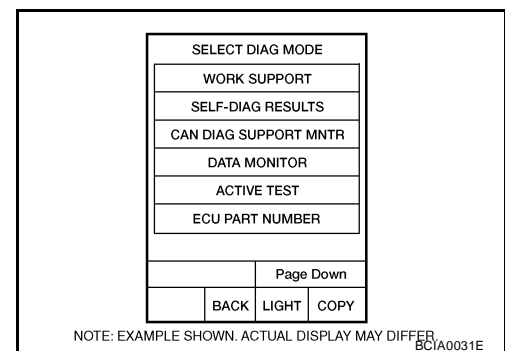 SELECT DIAG MODE
WORK SUPPORT
SELF-DIAG RESULTS
CAN DIAG SUPPORT MNTR
DATA MONITOR
ACTIVE TEST
ECU PART NUMBER
Page Down
BACK LIGHT COPY
NOTE: EXAMPLE SHOWN. ACTUAL DISPLAY MAY DIFFER.
BCIA0031E